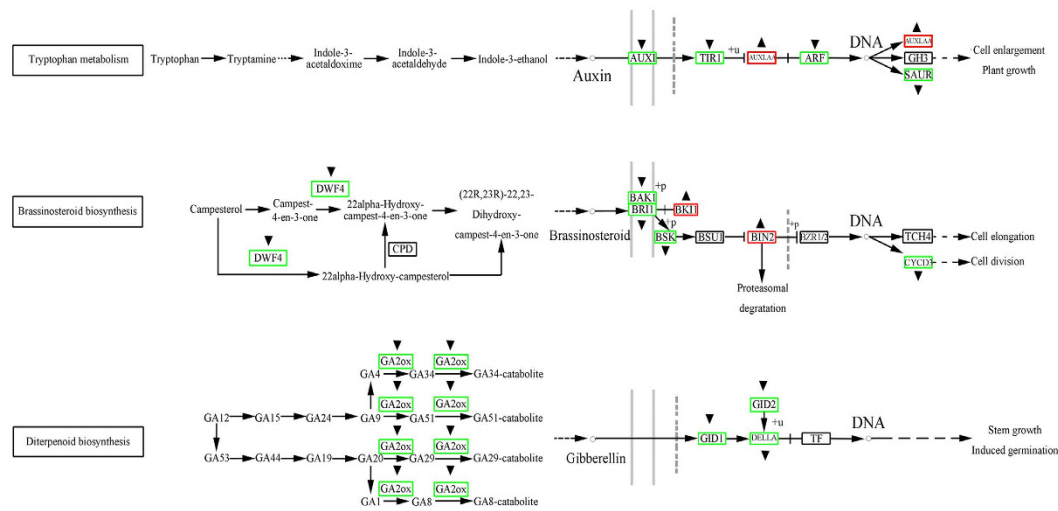 Tryptophan metabolism
Tryptophan
Tryptamine
Indole-3-
acetaldoxime
Indole-3-
acetaldehyde
Indole-3-ethanol
Auxin
AUX1
TIR1
+u
AUX/IAA
ARF
DNA
AUX/IAA
GH3
SAUR
Cell enlargement
Plant growth
Brassinosteroid biosynthesis
Campesterol
Campest-
4-en-3-one
DWF4
22alpha-Hydroxy-
campest-4-en-3-one
(22R,23R)-22,23-
Dihydroxy-
campest-4-en-3-one
CPD
DWF4
22alpha-Hydroxy-campesterol
Brassinosteroid
BAK1
BRI1
+p
BKI1
+p
BSK
BSU1
BIN2
+p
BZR1/2
DNA
TCH4
CYCD3
Cell elongation
Cell division
Proteasomal
degratation
Diterpenoid biosynthesis
GA2ox
GA2ox
GA4
GA34
GA34-catabolite
GA2ox
GA2ox
GA12
GA15
GA24
GA9
GA51
GA51-catabolite
GA2ox
GA2ox
GA53
GA44
GA19
GA20
GA29
GA29-catabolite
GA2ox
GA2ox
GA1
GA8
GA8-catabolite
Gibberellin
GID1
GID2
+u
DELLA
TF
DNA
Stem growth
Induced germination